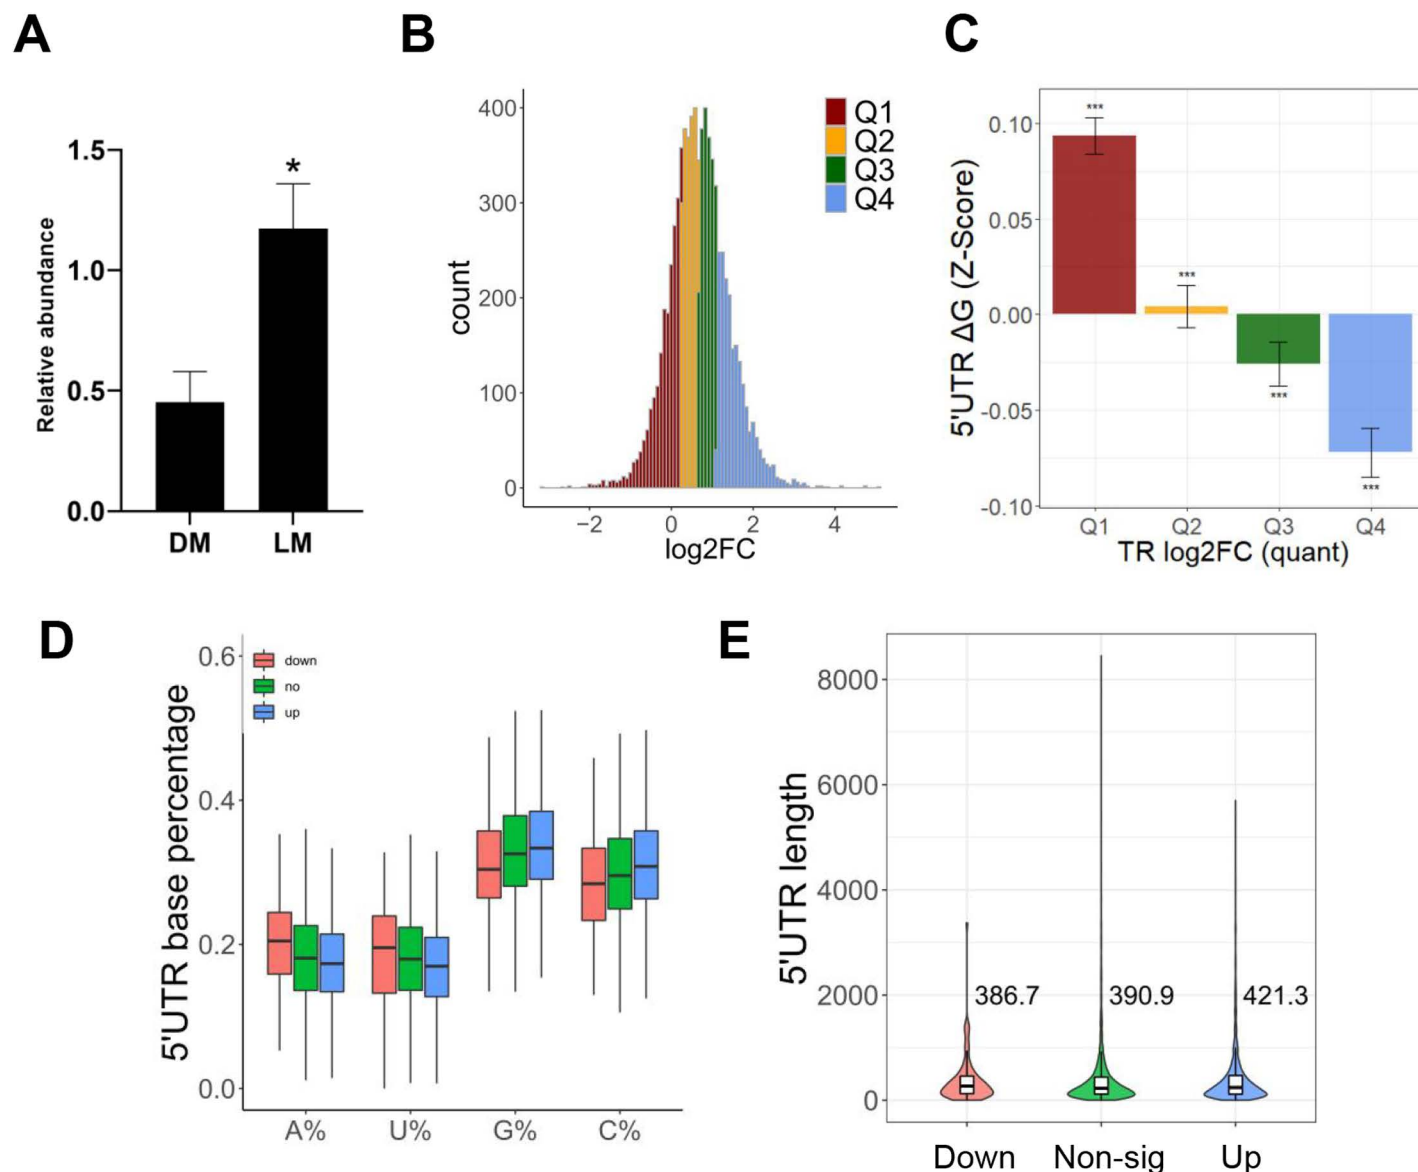 A
Relative abundance
1.5
1.0
0.5
0.0
*
DM
LM
B
count
400
300
200
100
0
Q1
Q2
Q3
Q4
−2
0
2
4
log2FC
C
5'UTR ΔG (Z-Score)
0.10
0.05
0.00
-0.05
-0.10
***
***
***
***
Q1
Q2
Q3
Q4
TR log2FC (quant)
D
5'UTR base percentage
0.6
0.4
0.2
0.0
down
no
up
A%
U%
G%
C%
E
5'UTR length
8000
6000
4000
2000
0
386.7
390.9
421.3
Down
Non-sig
Up